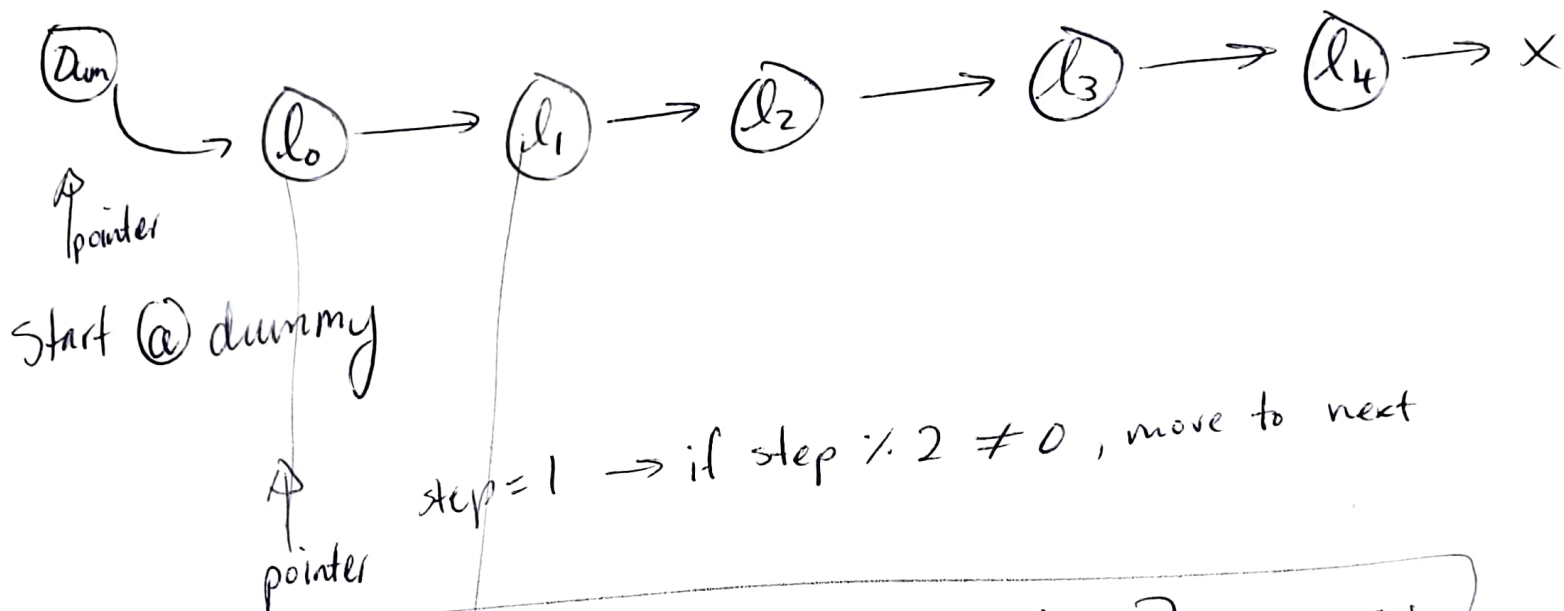 Dum
l0 → l1 → l2 → l3 → l4 → X
pointer
Start @ dummy
step = 1 → if step % 2 ≠ 0, move to next
pointer